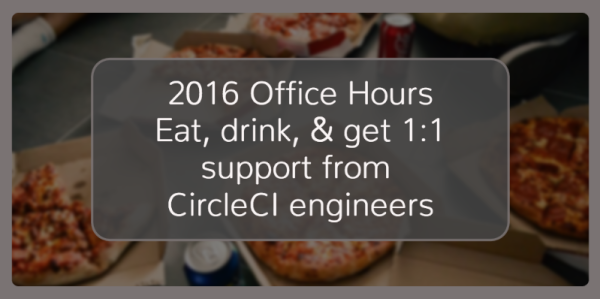 2016 Office Hours
Eat, drink, & get 1:1
support from
CircleCI engineers